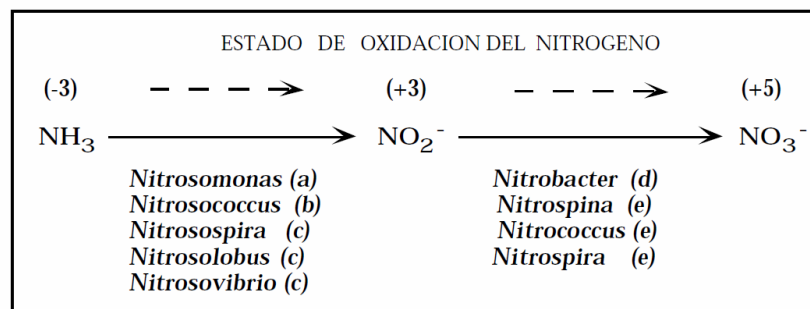 ESTADO DE OXIDACION DEL NITROGENO
(-3) (+3) (+5)
NH₃ NO₂⁻ NO₃⁻
Nitrosomonas (a) Nitrobacter (d)
Nitrosococcus (b) Nitrospina (e)
Nitrosospira (c) Nitrococcus (e)
Nitrosolobus (c) Nitrospira (e)
Nitrosovibrio (c)